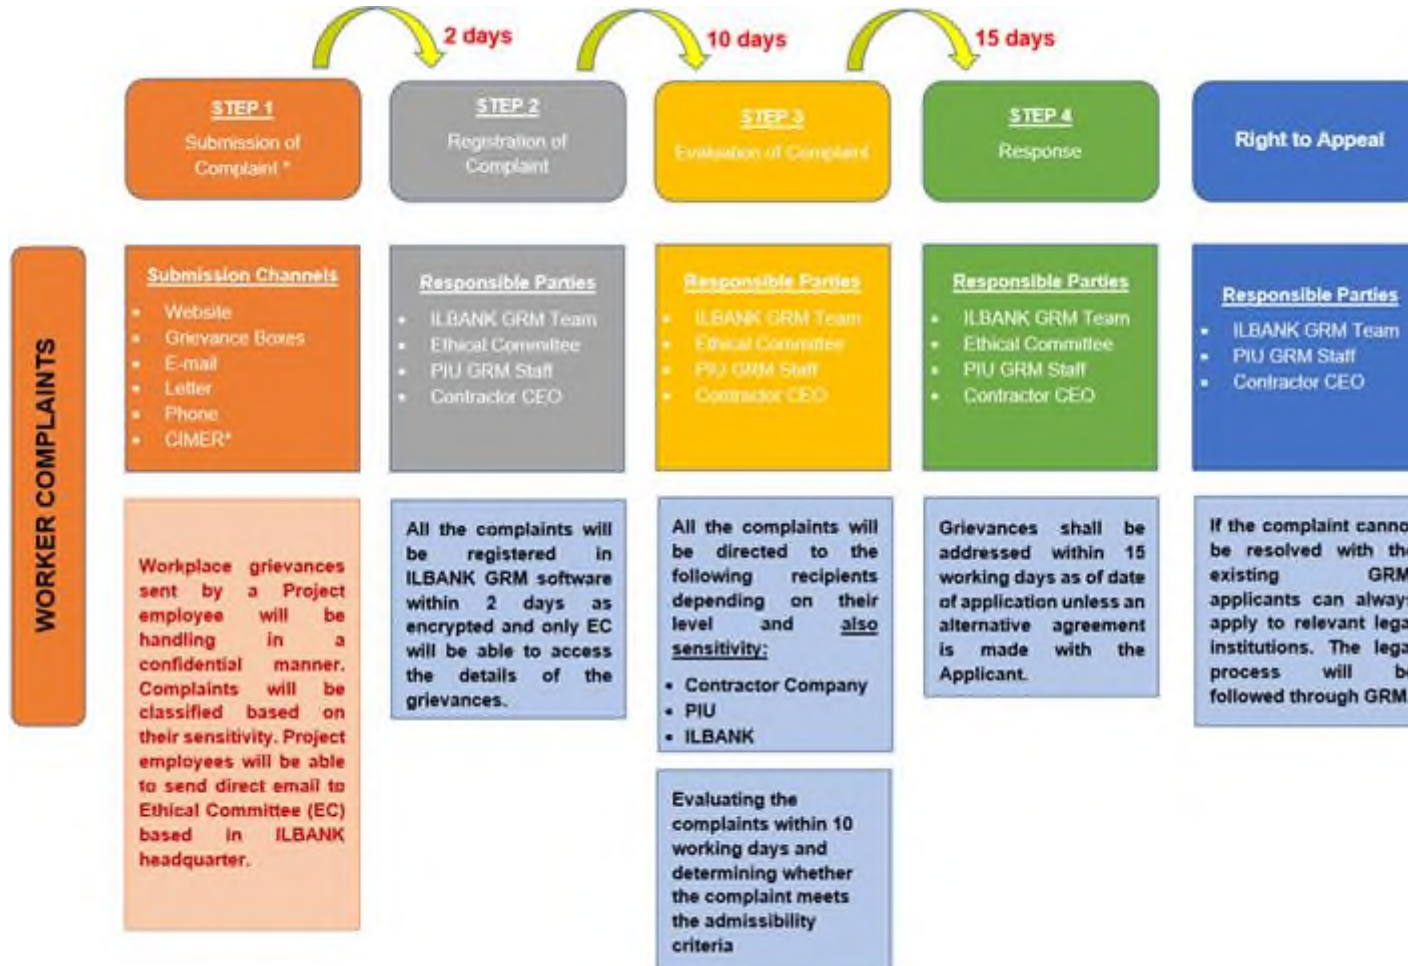 2 days
10 days
15 days
STEP 1
Submission of
Complaint *
STEP 2
Registration of
Complaint
STEP 3
Evaluation of Complaint
STEP 4
Response
Right to Appeal
WORKER COMPLAINTS
Submission Channels
• Website
• Grievance Boxes
• E-mail
• Letter
• Phone
• CIMER*
Responsible Parties
• ILBANK GRM Team
• Ethical Committee
• PIU GRM Staff
• Contractor CEO
Responsible Parties
• ILBANK GRM Team
• Ethical Committee
• PIU GRM Staff
• Contractor CEO
Responsible Parties
• ILBANK GRM Team
• Ethical Committee
• PIU GRM Staff
• Contractor CEO
Responsible Parties
• ILBANK GRM Team
• PIU GRM Staff
• Contractor CEO
Workplace grievances
sent by a Project
employee will be
handling in a
confidential manner.
Complaints will be
classified based on
their sensitivity. Project
employees will be able
to send direct email to
Ethical Committee (EC)
based in ILBANK
headquarter.
All the complaints will
be registered in
ILBANK GRM software
within 2 days as
encrypted and only EC
will be able to access
the details of the
grievances.
All the complaints will
be directed to the
following recipients
depending on their
level and also
sensitivity:
• Contractor Company
• PIU
• ILBANK
Evaluating the
complaints within 10
working days and
determining whether
the complaint meets
the admissibility
criteria
Grievances shall be
addressed within 15
working days as of date
of application unless an
alternative agreement
is made with the
Applicant.
If the complaint canno
be resolved with the
existing GRM
applicants can always
apply to relevant lega
institutions. The lega
process will be
followed through GRM